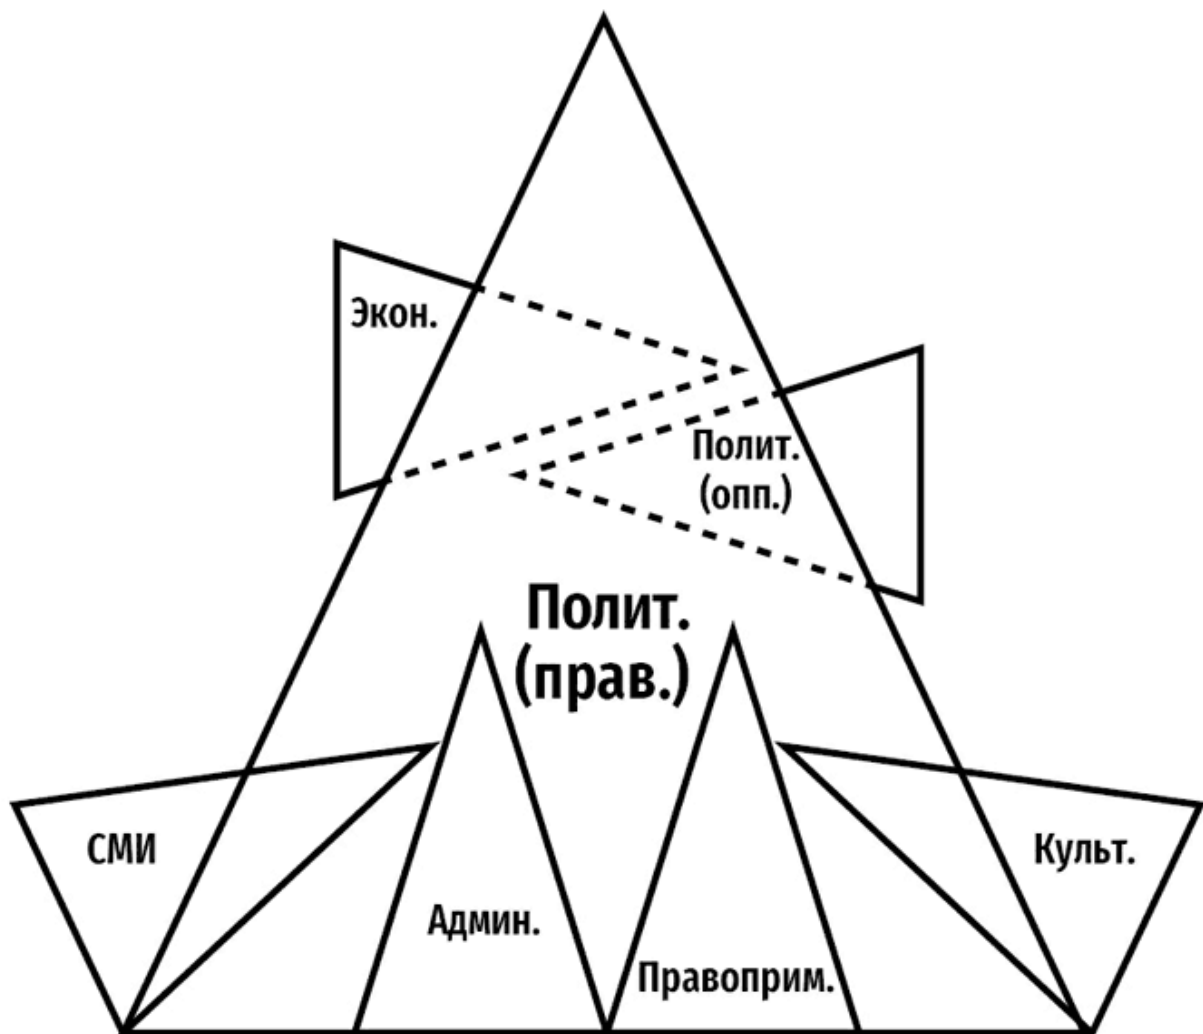 Экон.
Полит.
(опп.)
Полит.
(прав.)
СМИ
Культ.
Админ.
Правоприм.